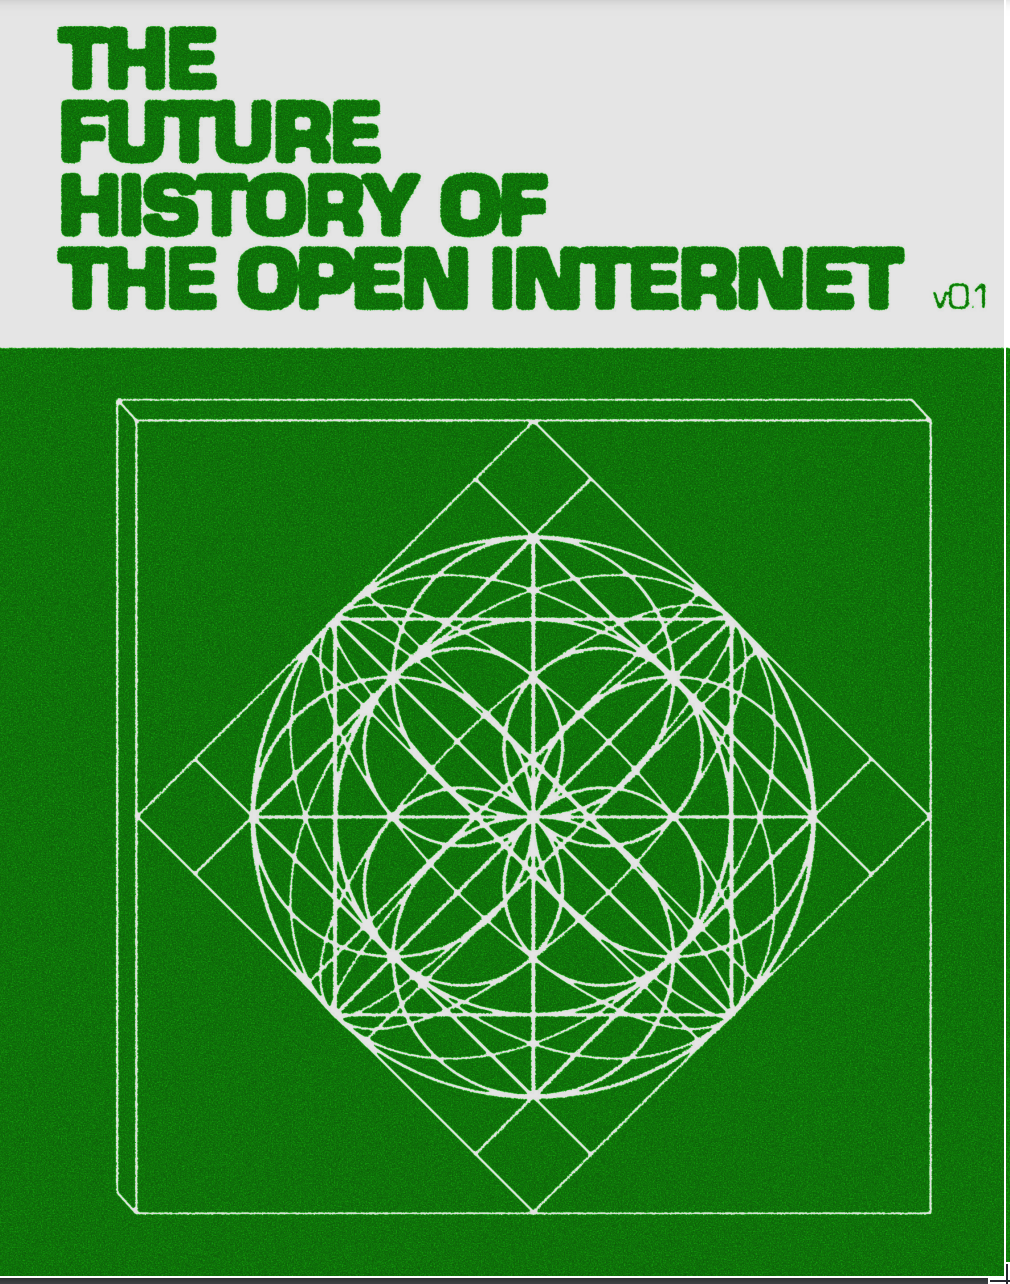 THE
FUTURE
HISTORY OF
THE OPEN INTERNET v0.1